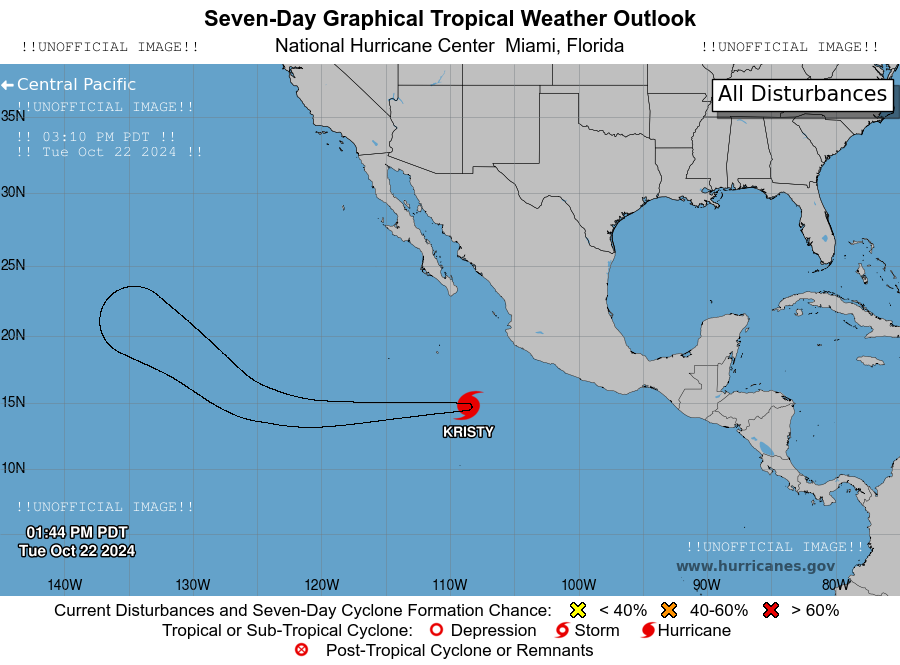 Seven-Day Graphical Tropical Weather Outlook
!!UNOFFICIAL IMAGE!! National Hurricane Center Miami, Florida !!UNOFFICIAL IMAGE!!
Central Pacific
All Disturbances
!!UNOFFICIAL IMAGE!!
35N
!! 03:10 PM PDT !!
!! Tue Oct 22 2024 !!
30N
25N
20N
15N
KRISTY
10N
!!UNOFFICIAL IMAGE!!
01:44 PM PDT
Tue Oct 22 2024
!!UNOFFICIAL IMAGE!!
www.hurricanes.gov
140W 130W 120W 110W 100W 90W 80W
Current Disturbances and Seven-Day Cyclone Formation Chance: < 40% 40-60% > 60%
Tropical or Sub-Tropical Cyclone: Depression Storm Hurricane
Post-Tropical Cyclone or Remnants